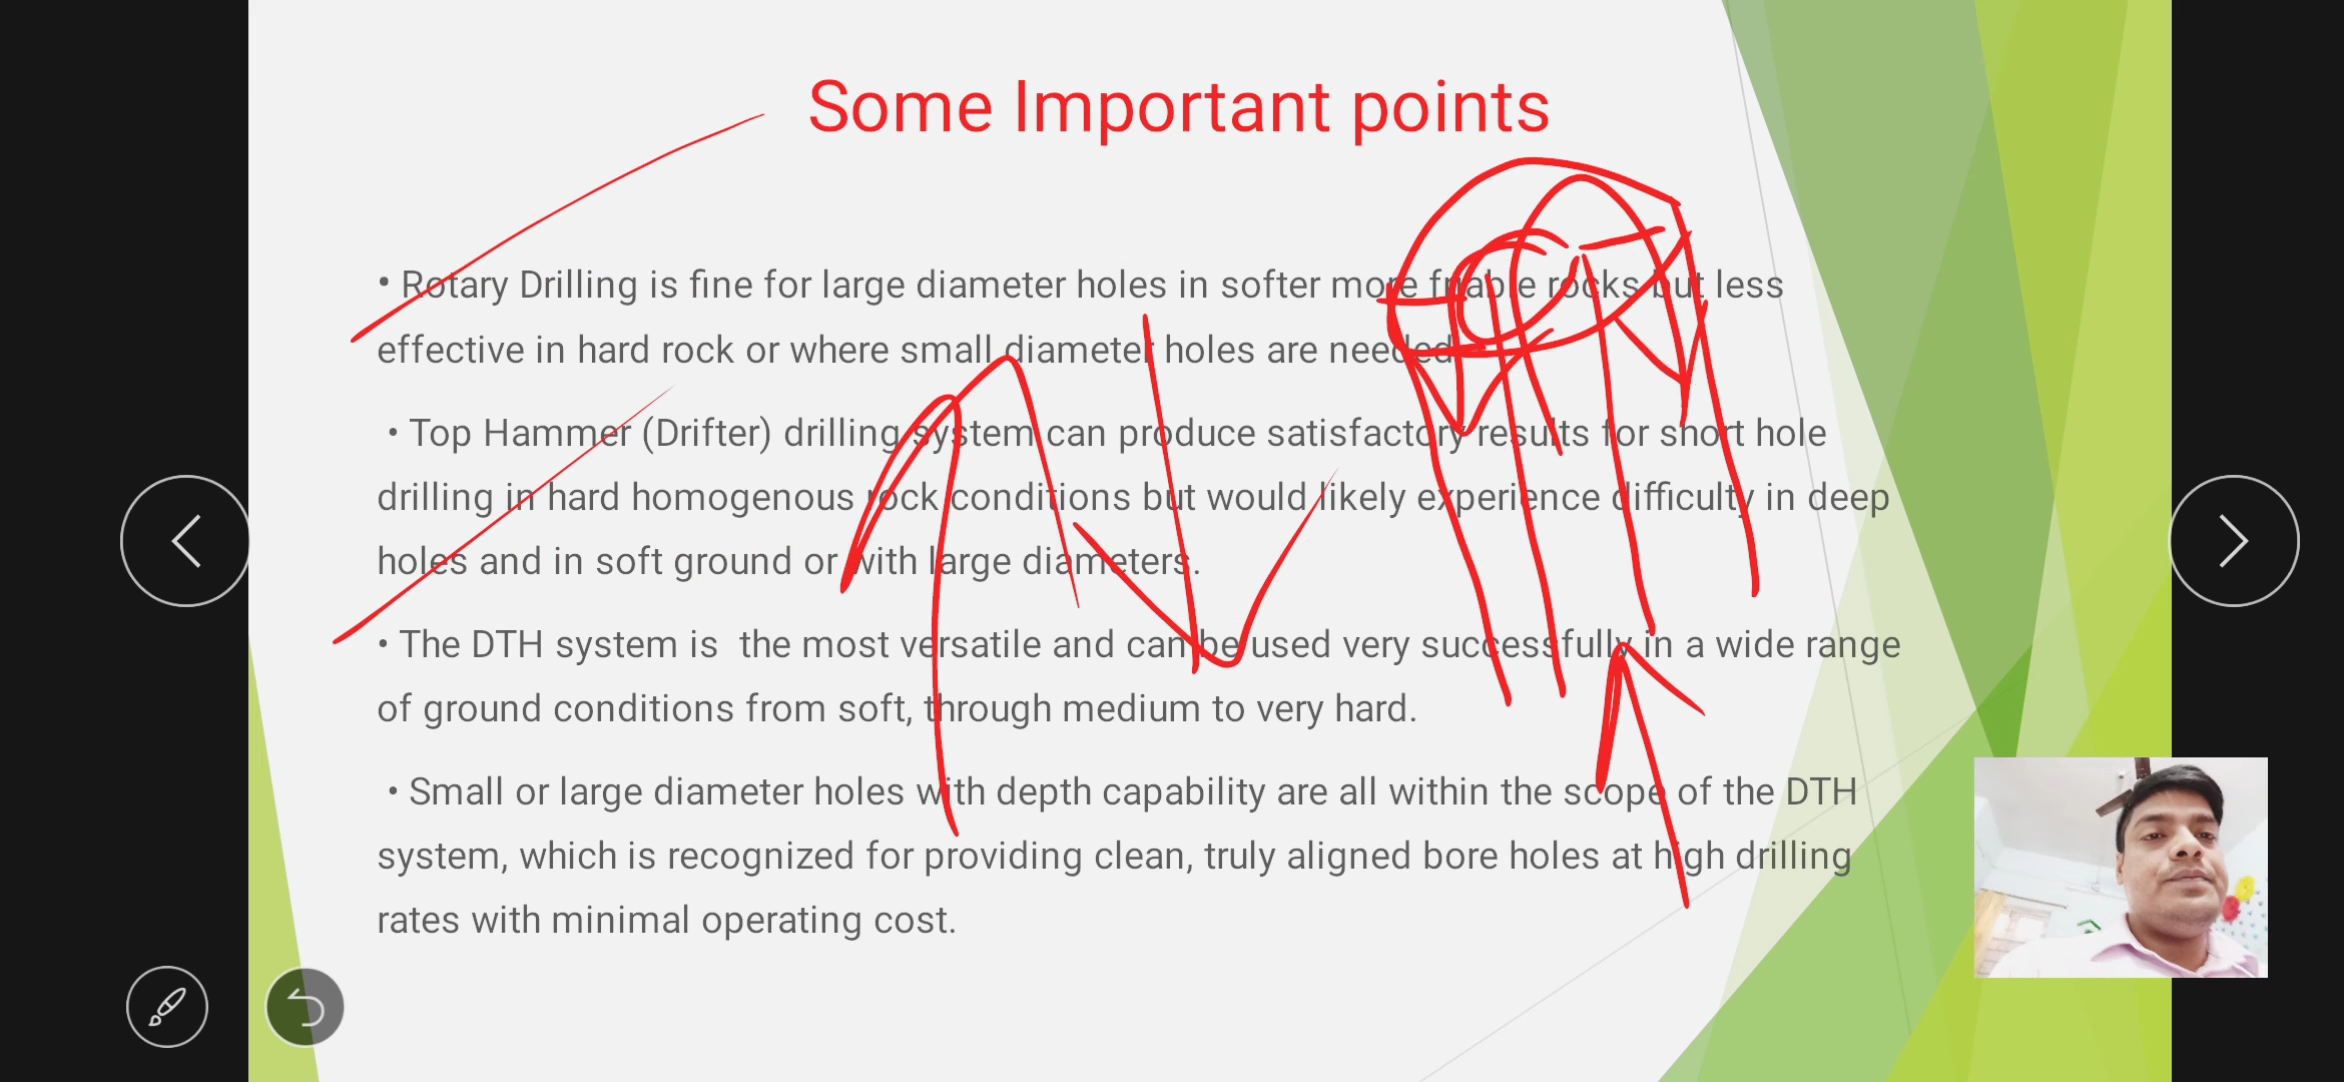 Some Important points
• Rotary Drilling is fine for large diameter holes in softer more friable rocks but less
effective in hard rock or where small diameter holes are needed
• Top Hammer (Drifter) drilling system can produce satisfactory results for short hole
drilling in hard homogenous rock conditions but would likely experience difficulty in deep
holes and in soft ground or with large diameters.
• The DTH system is  the most versatile and can be used very successfully in a wide range
of ground conditions from soft, through medium to very hard.
• Small or large diameter holes with depth capability are all within the scope of the DTH
system, which is recognized for providing clean, truly aligned bore holes at high drilling
rates with minimal operating cost.